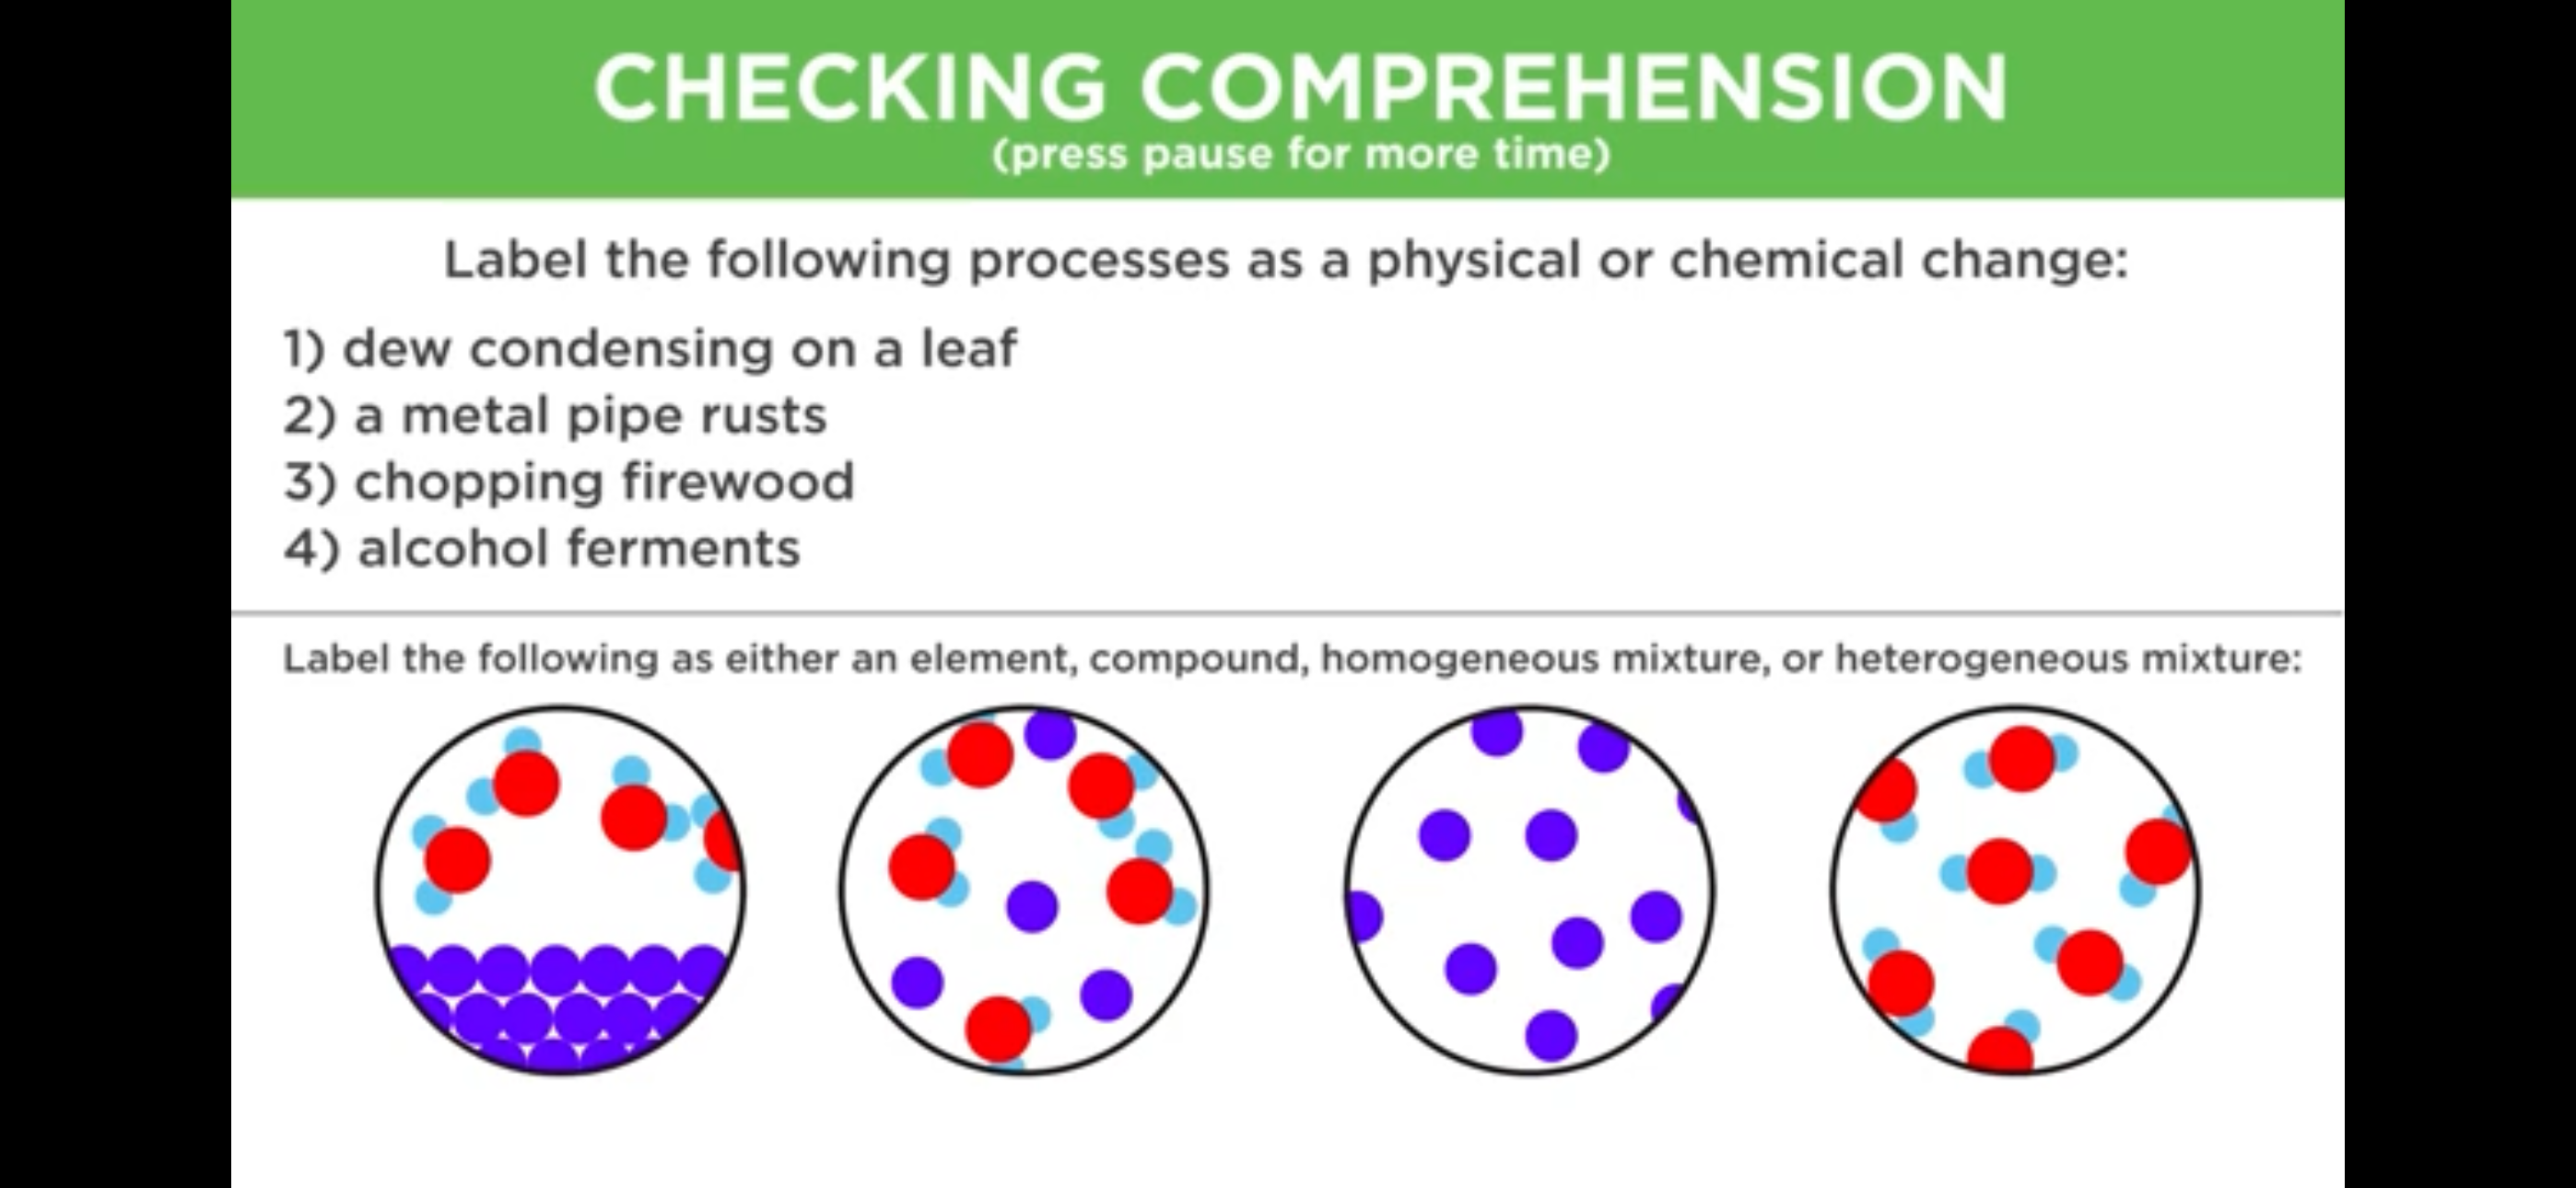 CHECKING COMPREHENSION
(press pause for more time)
Label the following processes as a physical or chemical change:
1) dew condensing on a leaf
2) a metal pipe rusts
3) chopping firewood
4) alcohol ferments
Label the following as either an element, compound, homogeneous mixture, or heterogeneous mixture: